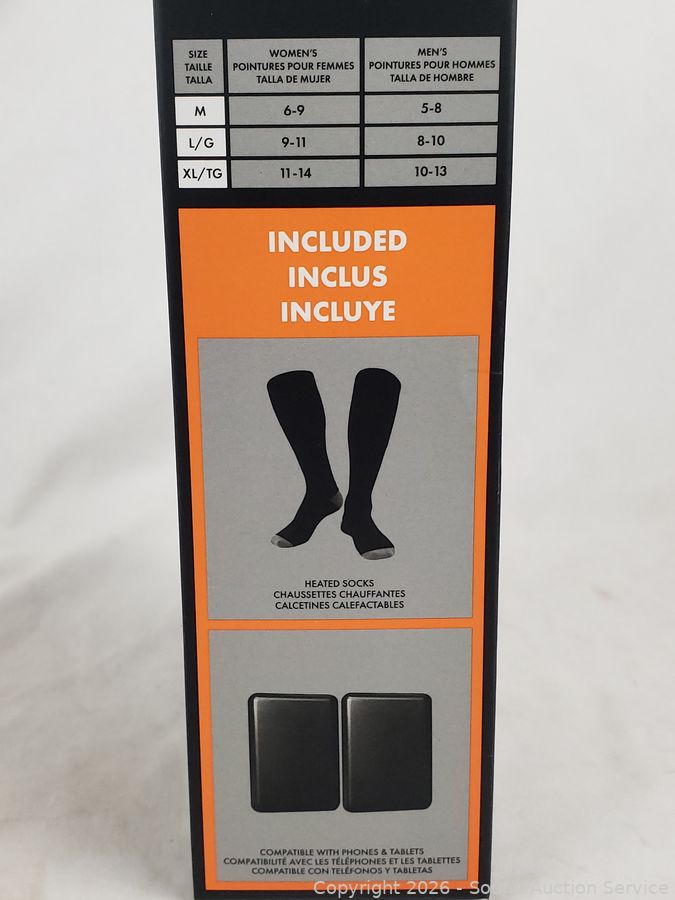 SIZE
TAILLE
TALLA
WOMEN'S
POINTURES POUR FEMMES
TALLA DE MUJER
MEN'S
POINTURES POUR HOMMES
TALLA DE HOMBRE
M
6-9
5-8
L/G
9-11
8-10
XL/TG
11-14
10-13
INCLUDED
INCLUS
INCLUYE
HEATED SOCKS
CHAUSSETTES CHAUFFANTES
CALCETINES CALEFACTABLES
COMPATIBLE WITH PHONES & TABLETS
COMPATIBILITÉ AVEC LES TÉLÉPHONES ET LES TABLETTES
COMPATIBLE CON TELÉFONOS Y TABLETAS
Copyright 2026 - Auction Service